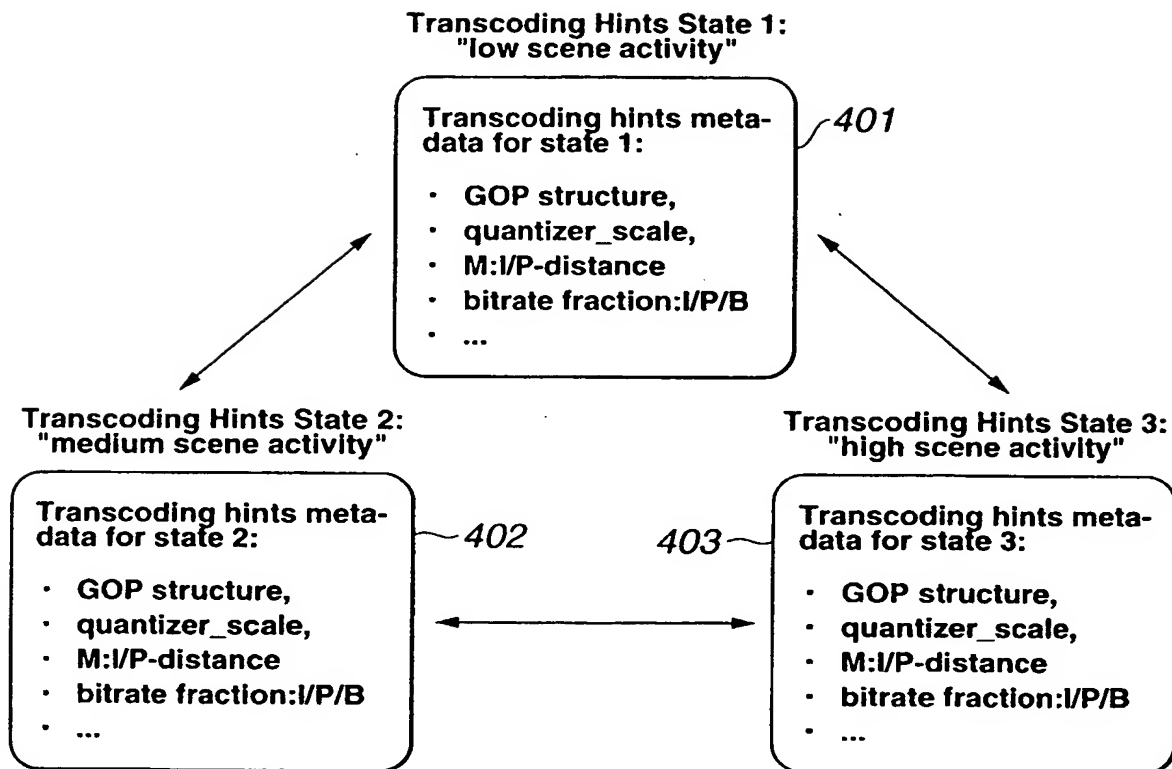 Transcoding Hints State 1:
"low scene activity"
Transcoding hints meta-
data for state 1:
401
· GOP structure,
· quantizer_scale,
· M:I/P-distance
· bitrate fraction:I/P/B
· ...
Transcoding Hints State 2:
"medium scene activity"
Transcoding hints meta-
data for state 2:
402
· GOP structure,
· quantizer_scale,
· M:I/P-distance
· bitrate fraction:I/P/B
· ...
Transcoding Hints State 3:
"high scene activity"
403
Transcoding hints meta-
data for state 3:
· GOP structure,
· quantizer_scale,
· M:I/P-distance
· bitrate fraction:I/P/B
· ...